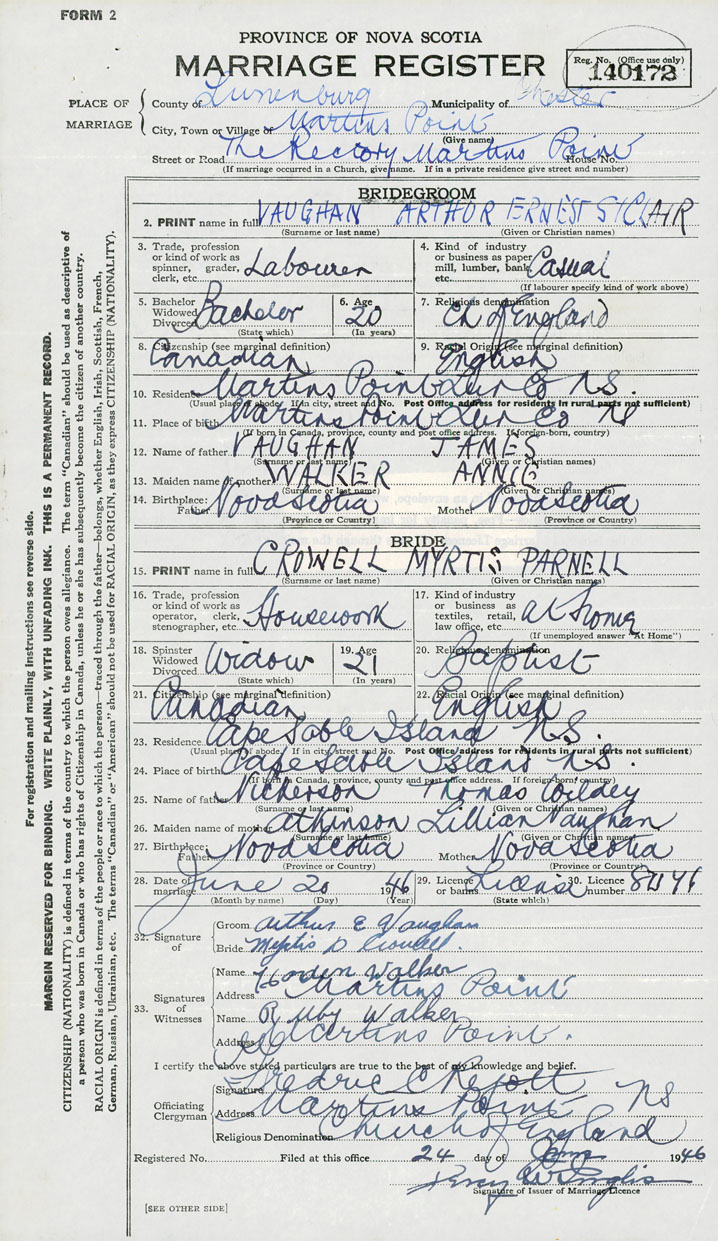 FORM 2
PROVINCE OF NOVA SCOTIA
MARRIAGE REGISTER
Reg. No. (Office use only)
140172
PLACE OF MARRIAGE
County of Lunenburg Municipality of Chester
City, Town or Village of Martins Point
(Give name)
Street or Road The Rectory Martins Point House No.
(If marriage occurred in a Church, give name. If in a private residence give street and number)
BRIDEGROOM
2. PRINT name in full VAUGHAN ARTHUR ERNEST STCLAIR
(Surname or last name) (Given or Christian names)
3. Trade, profession or kind of work as spinner, grader, clerk, etc. Labourer
4. Kind of industry or business as paper mill, lumber, bank, etc. Casual
(If labourer specify kind of work above)
5. Bachelor Widowed Divorced Bachelor
(State which)
6. Age 20
(In years)
7. Religious denomination Ch of England
8. Citizenship (see marginal definition) Canadian
9. Racial Origin (see marginal definition) English
10. Residence Martins Point Lun Co NS.
(Usual place of abode. If in city, street and No. Post Office address for residents in rural parts not sufficient)
11. Place of birth Martins Point Lun Co NS
(If born in Canada, province, county and post office address. If foreign-born, country)
12. Name of father VAUGHAN JAMES
(Surname or last name) (Given or Christian names)
13. Maiden name of mother WALKER ANNIE
(Surname or last name) (Given or Christian names)
14. Birthplace: Father Nova Scotia Mother Nova Scotia
(Province or Country) (Province or Country)
BRIDE
15. PRINT name in full CROWELL MYRTIS PARNELL
(Surname or last name) (Given or Christian names)
16. Trade, profession or kind of work as operator, clerk, stenographer, etc. Housework
17. Kind of industry or business as textiles, retail, law office, etc. at home
(If unemployed answer "At Home")
18. Spinster Widowed Divorced Widow
(State which)
19. Age 21
(In years)
20. Religious denomination Baptist
21. Citizenship (see marginal definition) Canadian
22. Racial Origin (see marginal definition) English
23. Residence Cape Sable Island N.S.
(Usual place of abode. If in city, street and No. Post Office address for residents in rural parts not sufficient)
24. Place of birth Cape Sable Island N.S.
(If born in Canada, province, county and post office address. If foreign-born, country)
25. Name of father Nickerson Thomas Wildey
(Surname or last name) (Given or Christian names)
26. Maiden name of mother Atkinson Lillian Vaughan
(Surname or last name) (Given or Christian names)
27. Birthplace: Father Nova Scotia Mother Nova Scotia
(Province or Country) (Province or Country)
28. Date of marriage June 20 1946
(Month by name) (Day) (Year)
29. Licence or banns License
(State which)
30. Licence number
32. Signature of
Groom Arthur E Vaughan
Bride Myrtis P Crowell.
33. Signatures of Witnesses
Name Walker
Address Martins Point
Name Ruby Walker
Address Martins Point.
I certify the above stated particulars are true to the best of my knowledge and belief.
Officiating Clergyman
Signature Fredric C
Address Martins Point NS
Religious Denomination Church of England
Registered No. Filed at this office 24 day of 1946
Signature of Issuer of Marriage Licence
[SEE OTHER SIDE]
For registration and mailing instructions see reverse side.
MARGIN RESERVED FOR BINDING. WRITE PLAINLY, WITH UNFADING INK. THIS IS A PERMANENT RECORD.
CITIZENSHIP (NATIONALITY) is defined in terms of the country to which the person owes allegiance. The term "Canadian" should be used as descriptive of
a person who was born in Canada or who has rights of Citizenship in Canada, unless he or she has subsequently become the citizen of another country.
RACIAL ORIGIN is defined in terms of the people or race to which the person—traced through the father—belongs, whether English, Irish, Scottish, French,
German, Russian, Ukrainian, etc. The terms "Canadian" or "American" should not be used for RACIAL ORIGIN, as they express CITIZENSHIP (NATIONALITY).